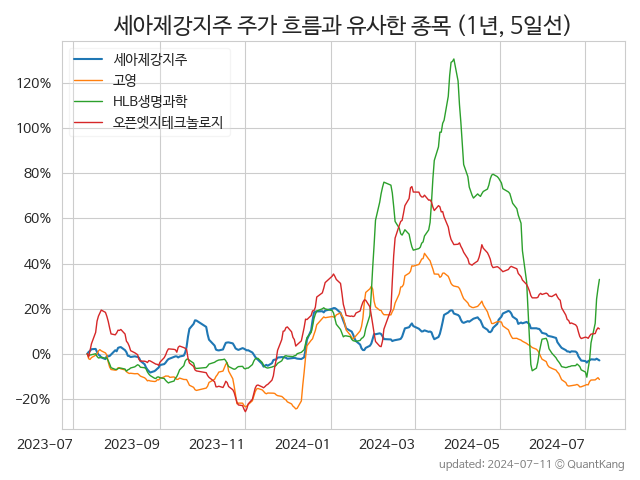 세아제강지주 주가 흐름과 유사한 종목 (1년, 5일선)
세아제강지주
고영
HLB생명과학
오픈엣지테크놀로지
120%
100%
80%
60%
40%
20%
0%
−20%
2023-07 2023-09 2023-11 2024-01 2024-03 2024-05 2024-07
updated: 2024-07-11 © QuantKang